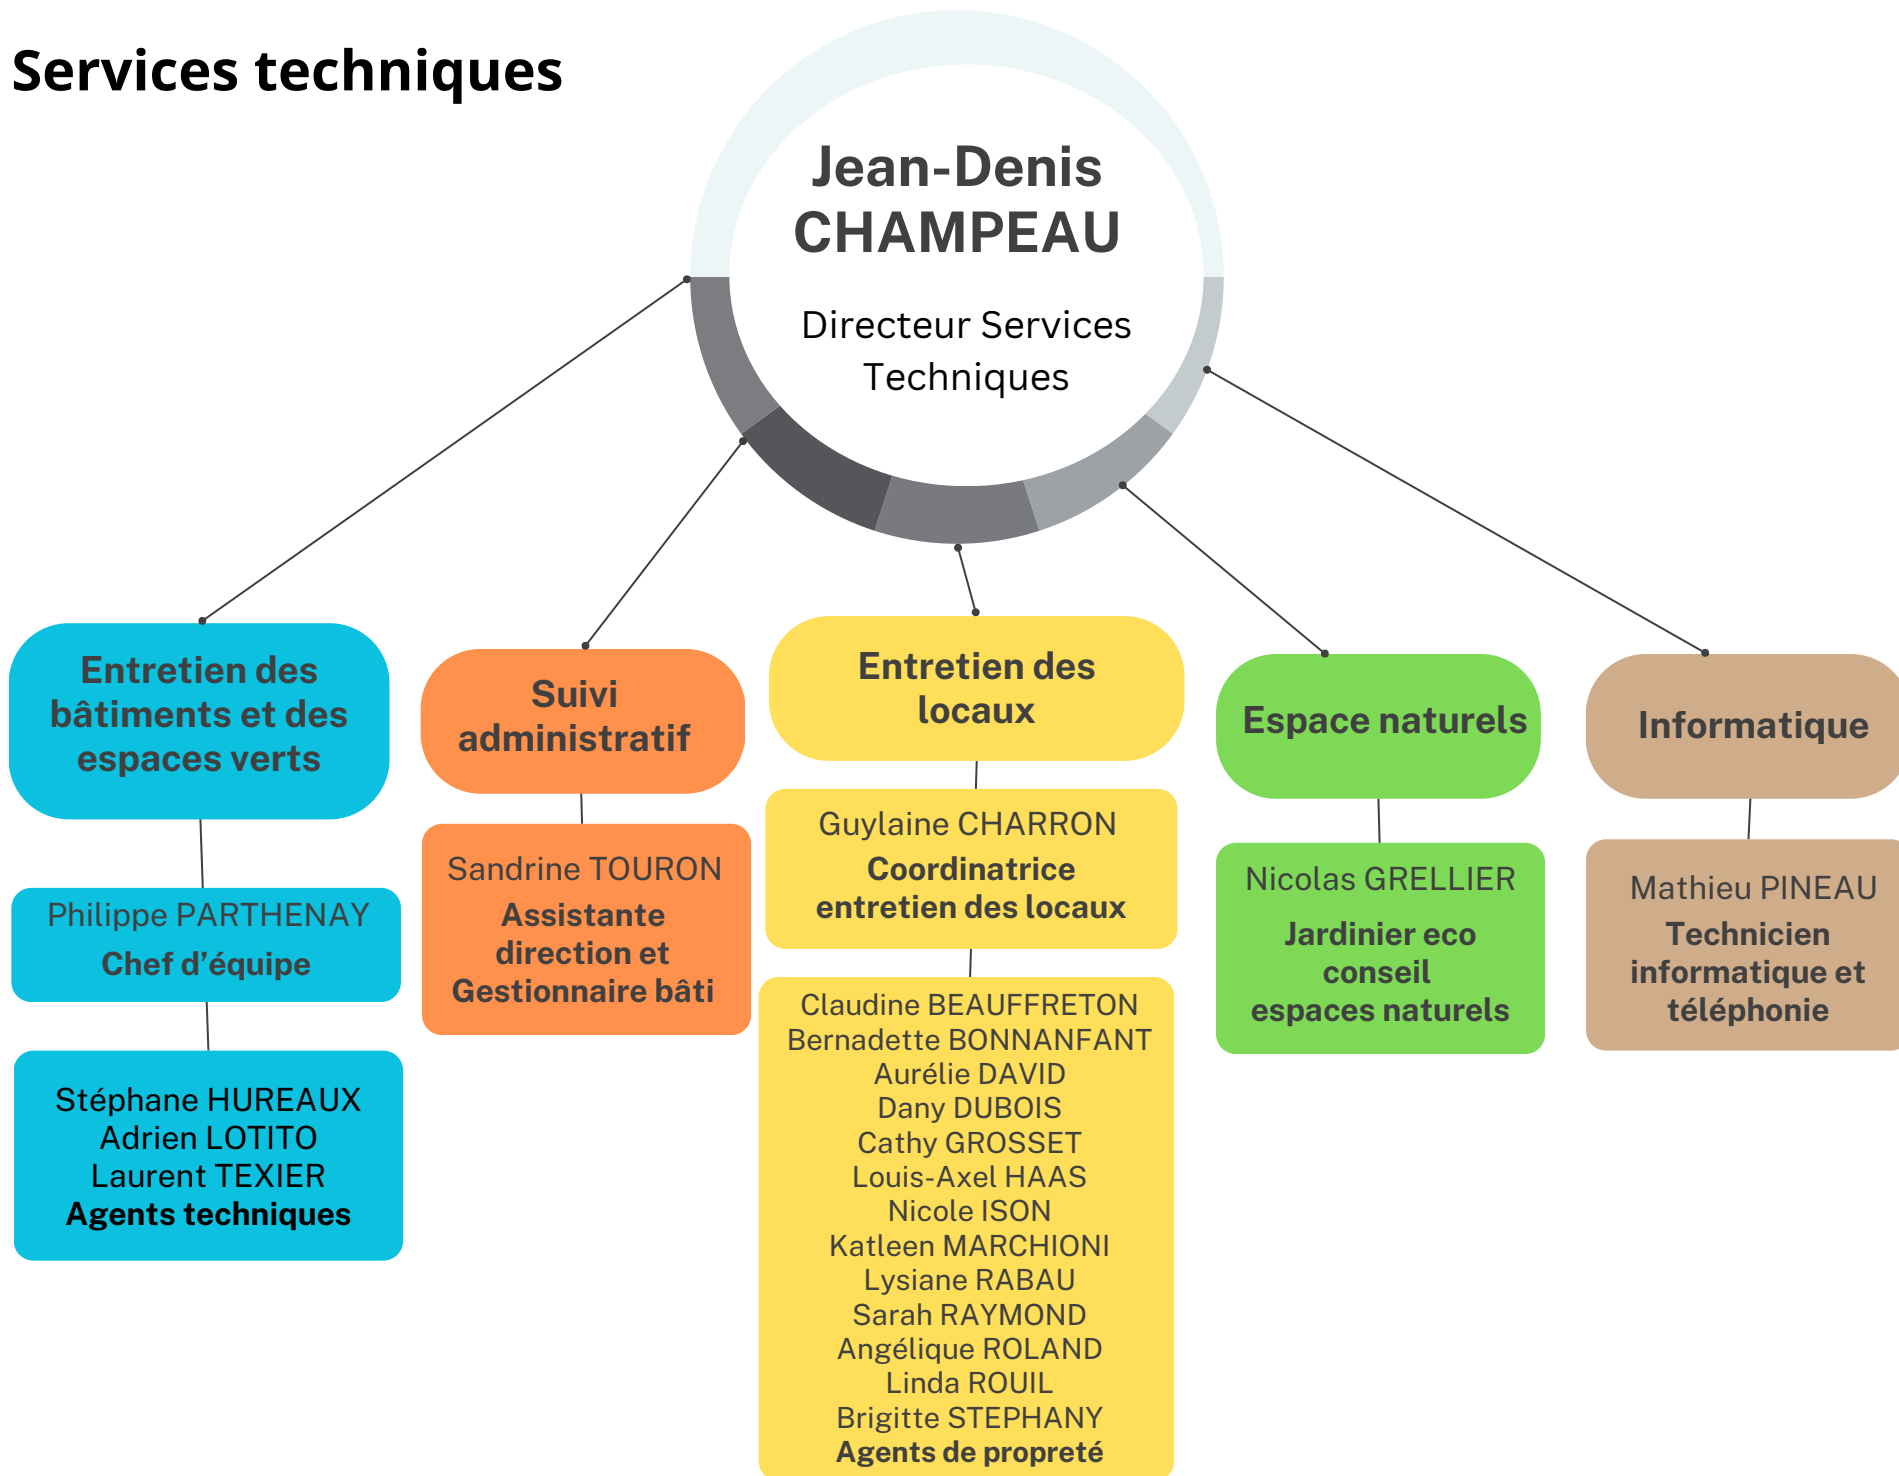 Services techniques
Jean-Denis
CHAMPEAU
Directeur Services
Techniques
Entretien des
bâtiments et des
espaces verts
Philippe PARTHENAY
Chef d’équipe
Stéphane HUREAUX
Adrien LOTITO
Laurent TEXIER
Agents techniques
Suivi
administratif
Sandrine TOURON
Assistante
direction et
Gestionnaire bâti
Entretien des
locaux
Guylaine CHARRON
Coordinatrice
entretien des locaux
Claudine BEAUFFRETON
Bernadette BONNANFANT
Aurélie DAVID
Dany DUBOIS
Cathy GROSSET
Louis-Axel HAAS
Nicole ISON
Katleen MARCHIONI
Lysiane RABAU
Sarah RAYMOND
Angélique ROLAND
Linda ROUIL
Brigitte STEPHANY
Agents de propreté
Espace naturels
Nicolas GRELLIER
Jardinier eco
conseil
espaces naturels
Informatique
Mathieu PINEAU
Technicien
informatique et
téléphonie